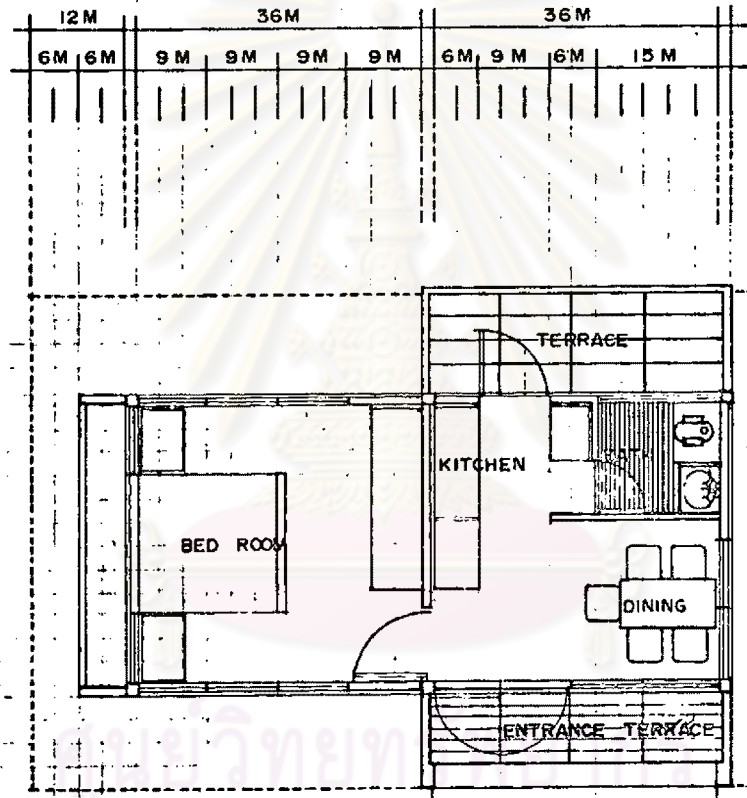 12M 36M 36M
6M 6M 9M 9M 9M 9M 6M 9M 6M 15M
TERRACE
KITCHEN
BED ROOM
DINING
ENTRANCE TERRACE